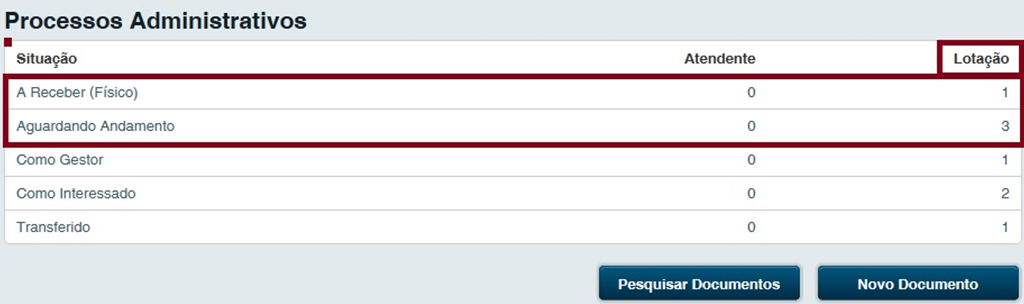 Processos Administrativos
Situação Atendente Lotação
A Receber (Físico) 0 1
Aguardando Andamento 0 3
Como Gestor 0 1
Como Interessado 0 2
Transferido 0 1
Pesquisar Documentos Novo Documento